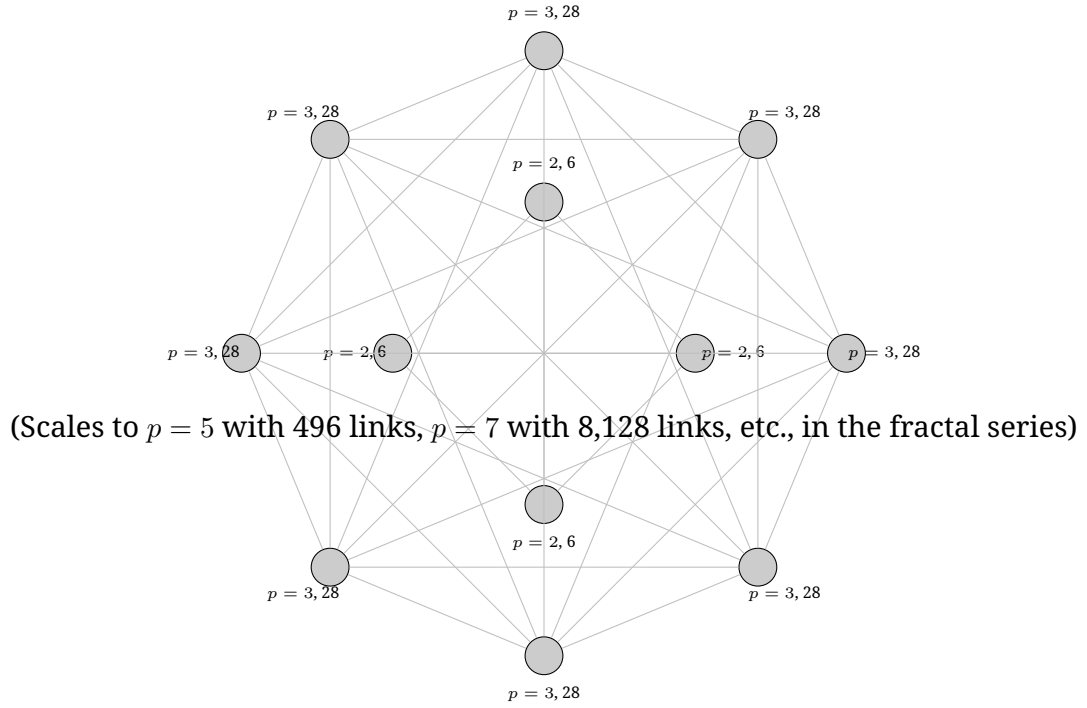 p = 3, 28
p = 3, 28
p = 3, 28
p = 2, 6
p = 3, 28
p = 2, 6
p = 2, 6
p = 3, 28
(Scales to p = 5 with 496 links, p = 7 with 8,128 links, etc., in the fractal series)
p = 2, 6
p = 3, 28
p = 3, 28
p = 3, 28